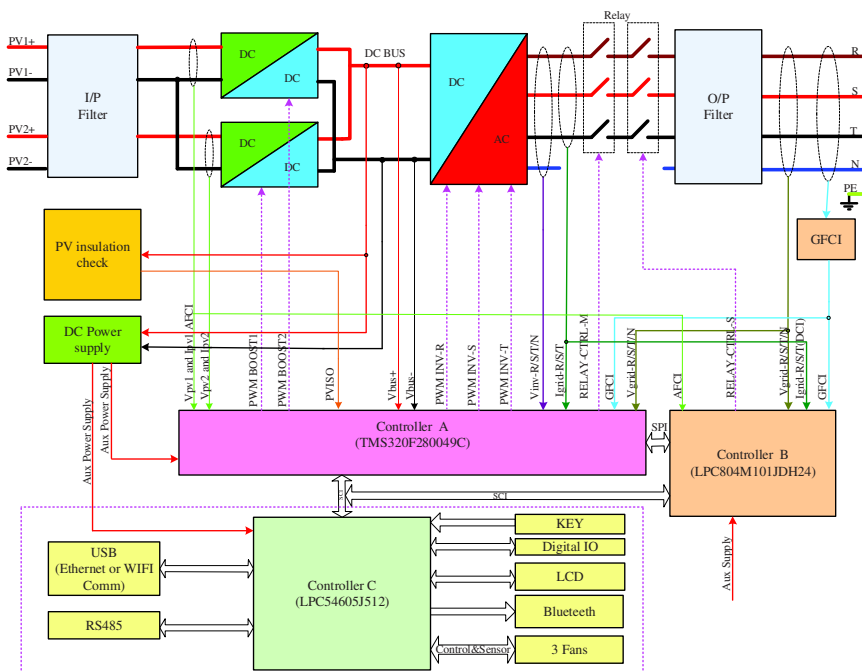 Relay
PV1+
PV1-
PV2+
PV2-
I/P
Filter
DC
DC
DC
DC
DC BUS
DC
AC
O/P
Filter
R
S
T
N
PE
GFCI
PV insulation
check
DC Power
supply
Vpv1 and Ipv1
AFCI
Vpv2 and Ipv2
PWM BOOST1
PWM BOOST2
PVISO
Vbus+
Vbus-
PWM INV-R
PWM INV-S
PWM INV-T
Vinv-R/S/T/N
Igrid-R/S/T
RELAY-CTRL-M
GFCI
Vgrid-R/S/T/N
AFCI
RELAY-CTRL-S
Vgrid-R/S/T/N
Igrid-R/S/T(DCI)
GFCI
Aux Power Supply
Aux Power Supply
Controller A
(TMS320F280049C)
SPI
Controller B
(LPC804M101JDH24)
SCI
SCI
Aux Supply
Controller C
(LPC54605J512)
USB
(Ethernet or WIFI
Comm)
RS485
KEY
Digital IO
LCD
Blueteeth
Control&Sensor
3 Fans